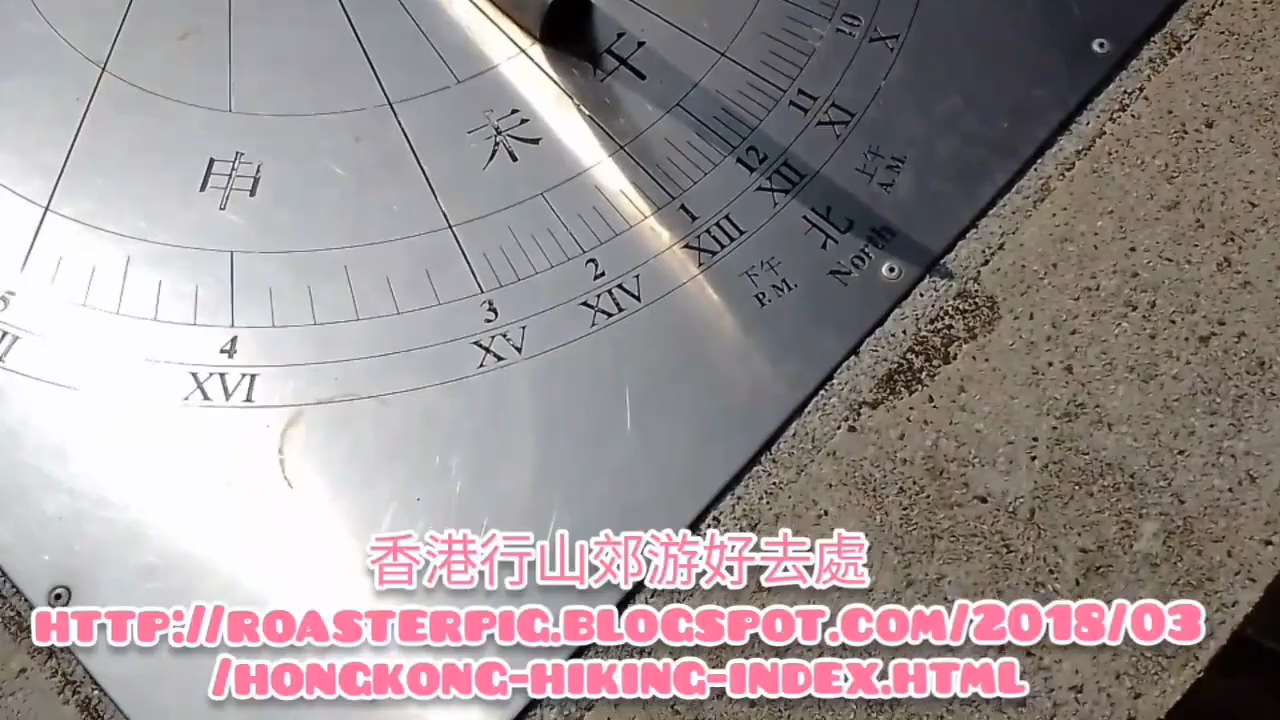 10
X
午
11
XI
未
12
XII
上午
A.M.
申
1
XIII
北
North
2
XIV
下午
P.M.
3
XV
4
XVI
5
香港行山郊游好去處
HTTP://ROASTERPIG.BLOGSPOT.COM/2018/03
/HONGKONG-HIKING-INDEX.HTML